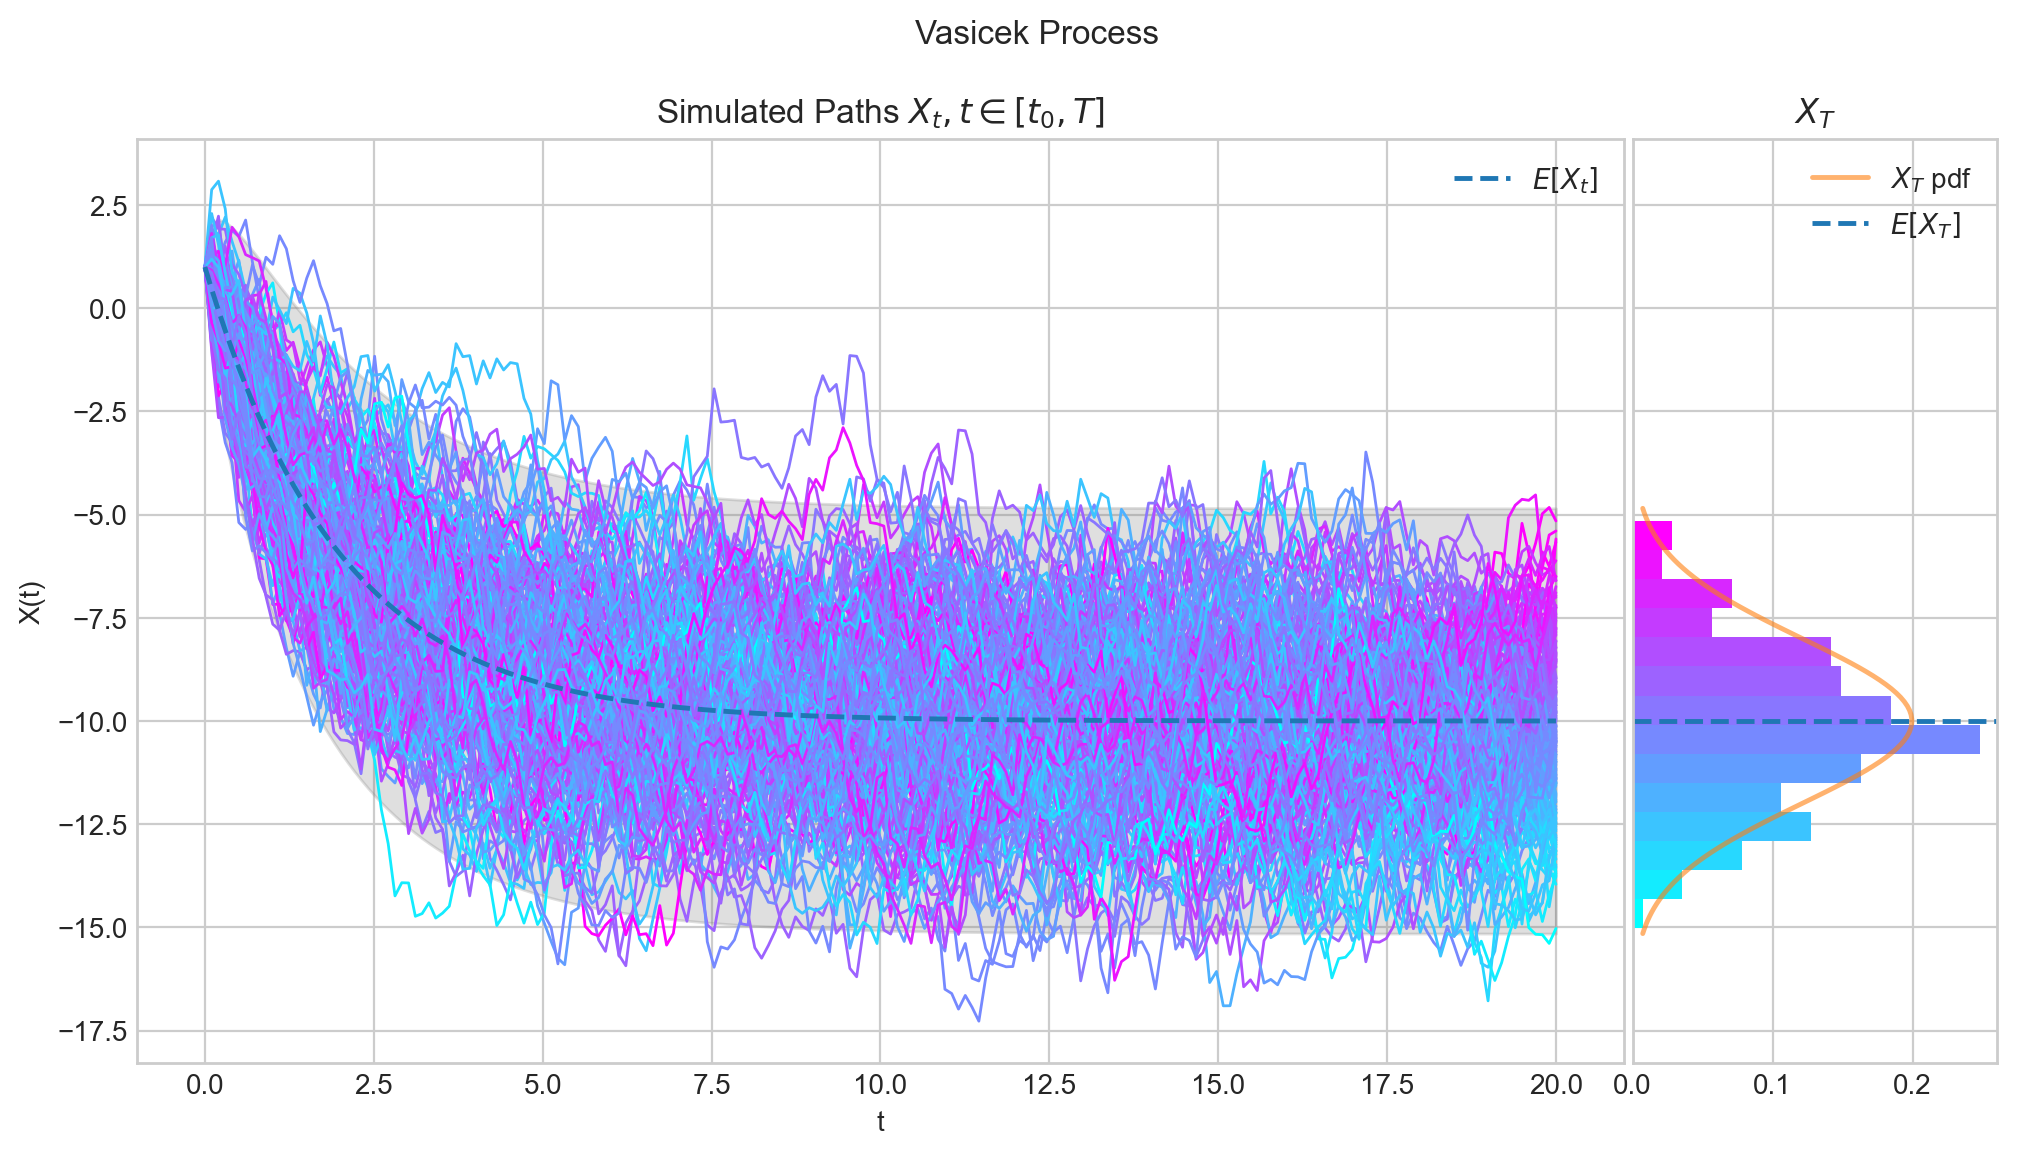 Vasicek Process
Simulated Paths $X_t, t \in [t_0, T]$
$X_T$
$E[X_t]$
$X_T$ pdf
$E[X_T]$
X(t)
2.5
0.0
−2.5
−5.0
−7.5
−10.0
−12.5
−15.0
−17.5
0.0 2.5 5.0 7.5 10.0 12.5 15.0 17.5 20.0
0.0 0.1 0.2
t